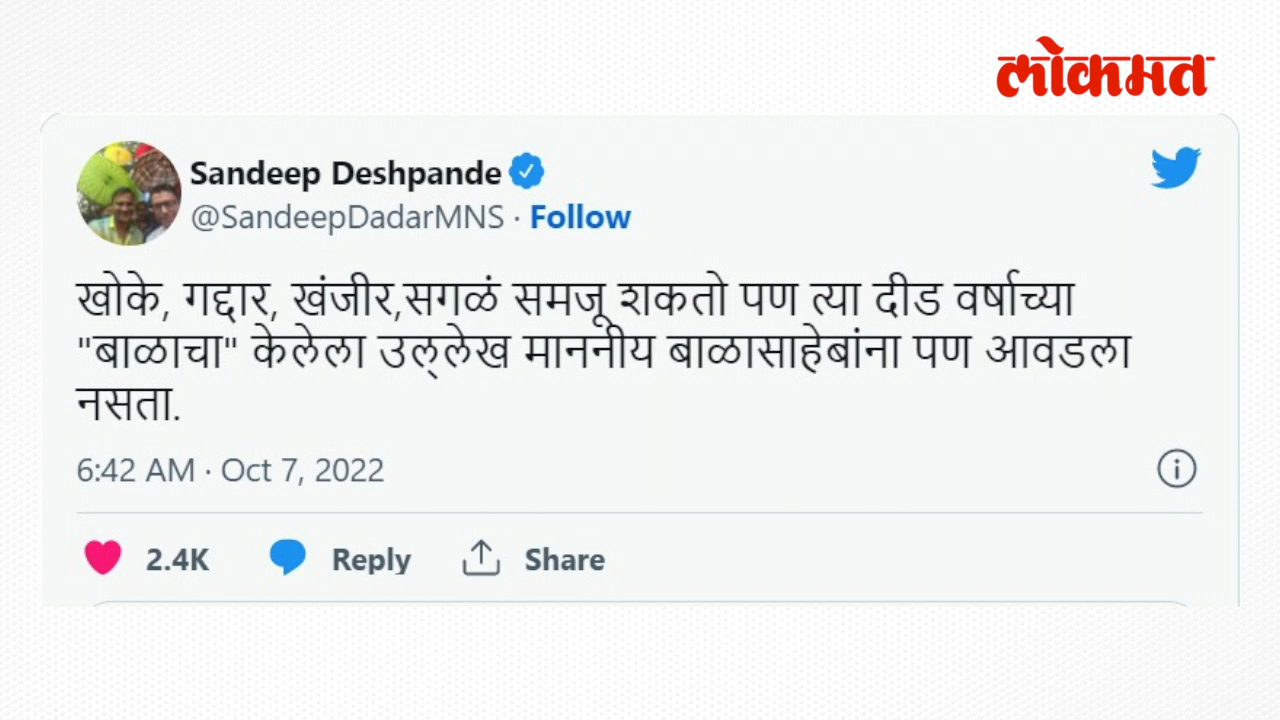 लोकमत
Sandeep Deshpande
@SandeepDadarMNS · Follow
खोके, गद्दार, खंजीर,सगळं समजू शकतो पण त्या दीड वर्षाच्या
"बाळाचा" केलेला उल्‌लेख माननीय बाळासाहेबांना पण आवडला
नसता.
6:42 AM · Oct 7, 2022
2.4K Reply Share